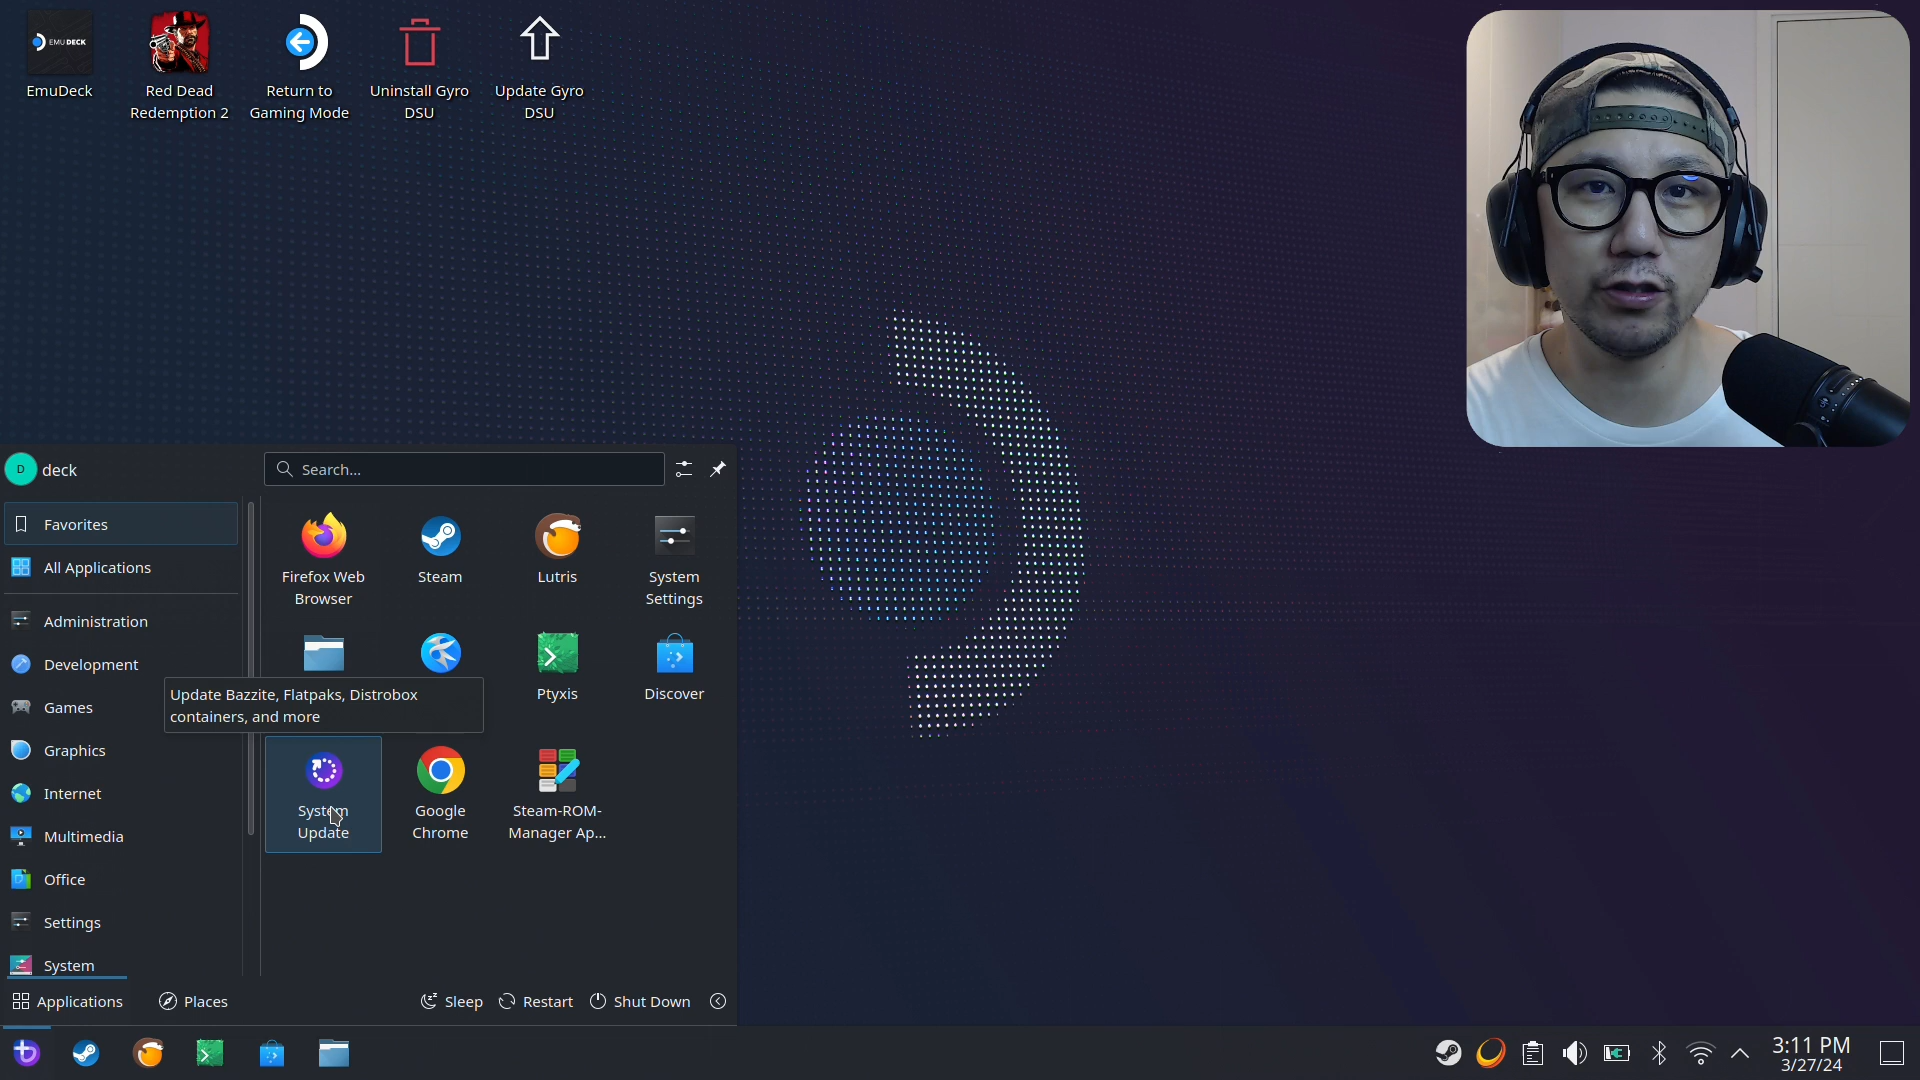 EMUDECK
EmuDeck
Red Dead
Redemption 2
Return to
Gaming Mode
Uninstall Gyro
DSU
Update Gyro
DSU
D
deck
Search...
Favorites
All Applications
Administration
Development
Games
Graphics
Internet
Multimedia
Office
Settings
System
Firefox Web
Browser
Steam
Lutris
System
Settings
Ptyxis
Discover
Update Bazzite, Flatpaks, Distrobox
containers, and more
System
Update
Google
Chrome
Steam-ROM-
Manager Ap...
Applications
Places
Sleep
Restart
Shut Down
3:11 PM
3/27/24